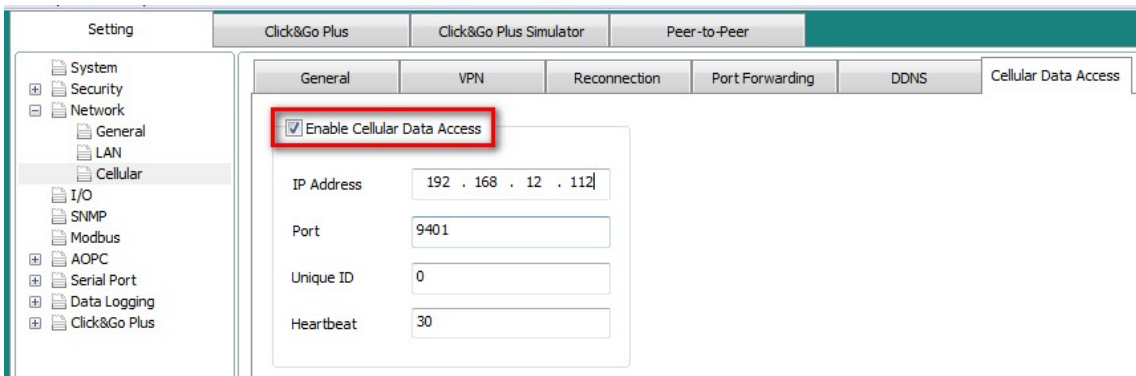 Setting
Click&Go Plus
Click&Go Plus Simulator
Peer-to-Peer
System
Security
Network
General
LAN
Cellular
I/O
SNMP
Modbus
AOPC
Serial Port
Data Logging
Click&Go Plus
General
VPN
Reconnection
Port Forwarding
DDNS
Cellular Data Access
Enable Cellular Data Access
IP Address 192 . 168 . 12 . 112
Port 9401
Unique ID 0
Heartbeat 30